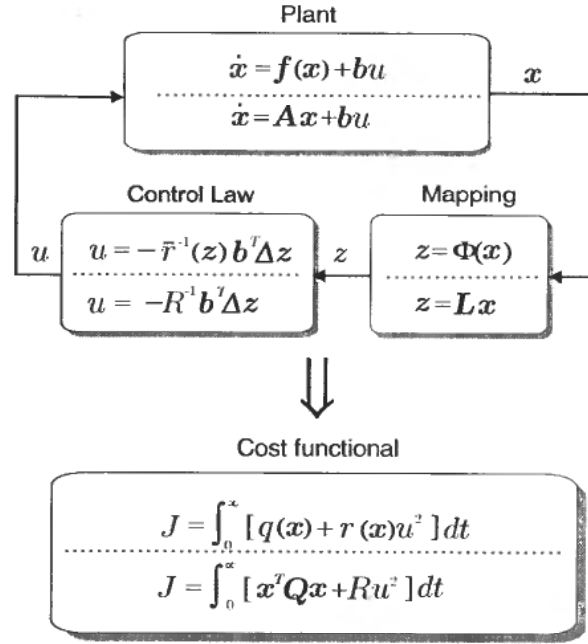 Plant
ẋ = f(x) + bu
ẋ = Ax + bu
x
Control Law
Mapping
u
u = −r̄⁻¹(z) bᵀΔz
z
z = Φ(x)
u = −R⁻¹bᵀΔz
z = Lx
Cost functional
J = ∫₀^∞ [q(x) + r(x)u²] dt
J = ∫₀^∞ [xᵀQx + Ru²] dt